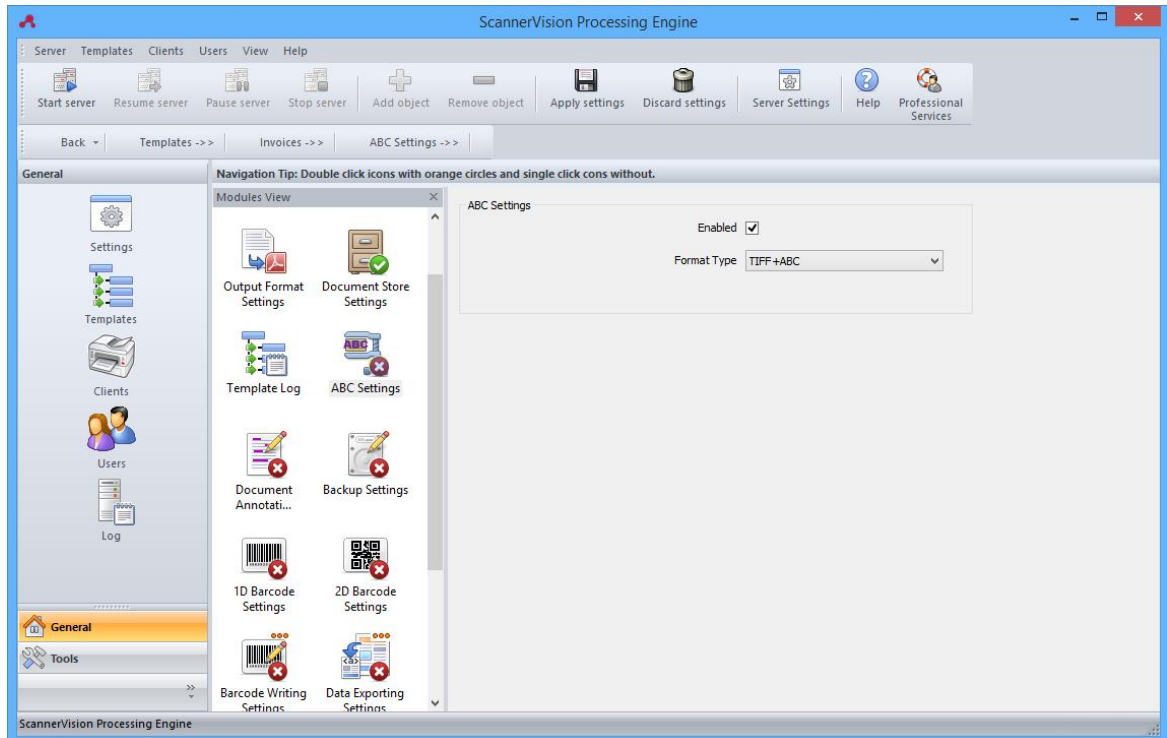 ScannerVision Processing Engine
Server Templates Clients Users View Help
Start server Resume server Pause server Stop server Add object Remove object Apply settings Discard settings Server Settings Help Professional Services
Back Templates ->> Invoices ->> ABC Settings ->>
General
Navigation Tip: Double click icons with orange circles and single click cons without.
Modules View
Settings
Templates
Clients
Users
Log
General
Tools
Output Format
Settings
Document Store
Settings
Template Log
ABC
ABC Settings
Document
Annotati...
Backup Settings
1D Barcode
Settings
2D Barcode
Settings
Barcode Writing
Settings
<a>
Data Exporting
Settings
ABC Settings
Enabled
Format Type TIFF+ABC
ScannerVision Processing Engine